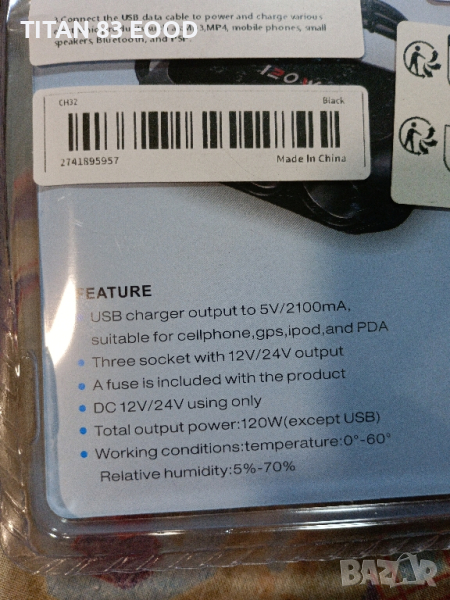 TITAN 83 EOOD
Connect the USB data cable to power and charge various
MP4, mobile phones, small
speakers, Bluetooth, and PSP.
CH32 Black
2741895957 Made In China
FEATURE
USB charger output to 5V/2100mA,
suitable for cellphone,gps,ipod,and PDA
Three socket with 12V/24V output
A fuse is included with the product
DC 12V/24V using only
Total output power:120W(except USB)
Working conditions:temperature:0°-60°
Relative humidity:5%-70%
BAZAR